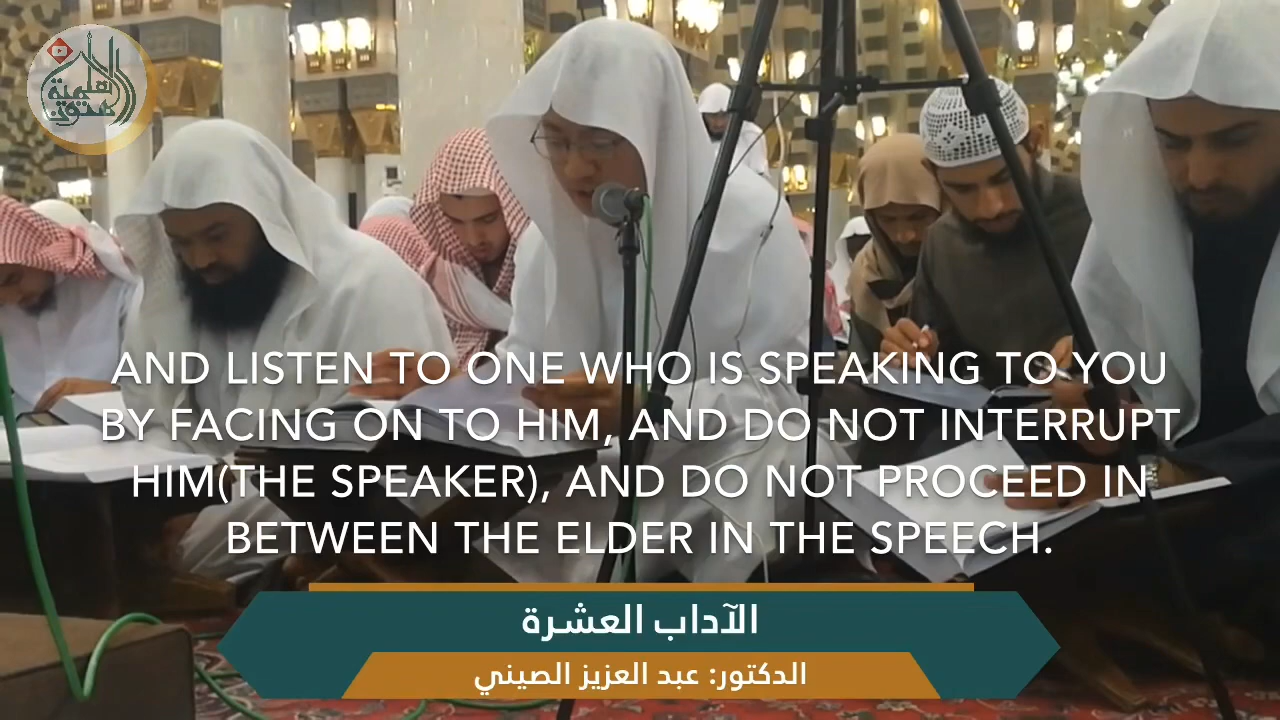 العلمية
متون
AND LISTEN TO ONE WHO IS SPEAKING TO YOU
BY FACING ON TO HIM, AND DO NOT INTERRUPT
HIM(THE SPEAKER), AND DO NOT PROCEED IN
BETWEEN THE ELDER IN THE SPEECH.
الآداب العشرة
الدكتور: عبد العزيز الصيني